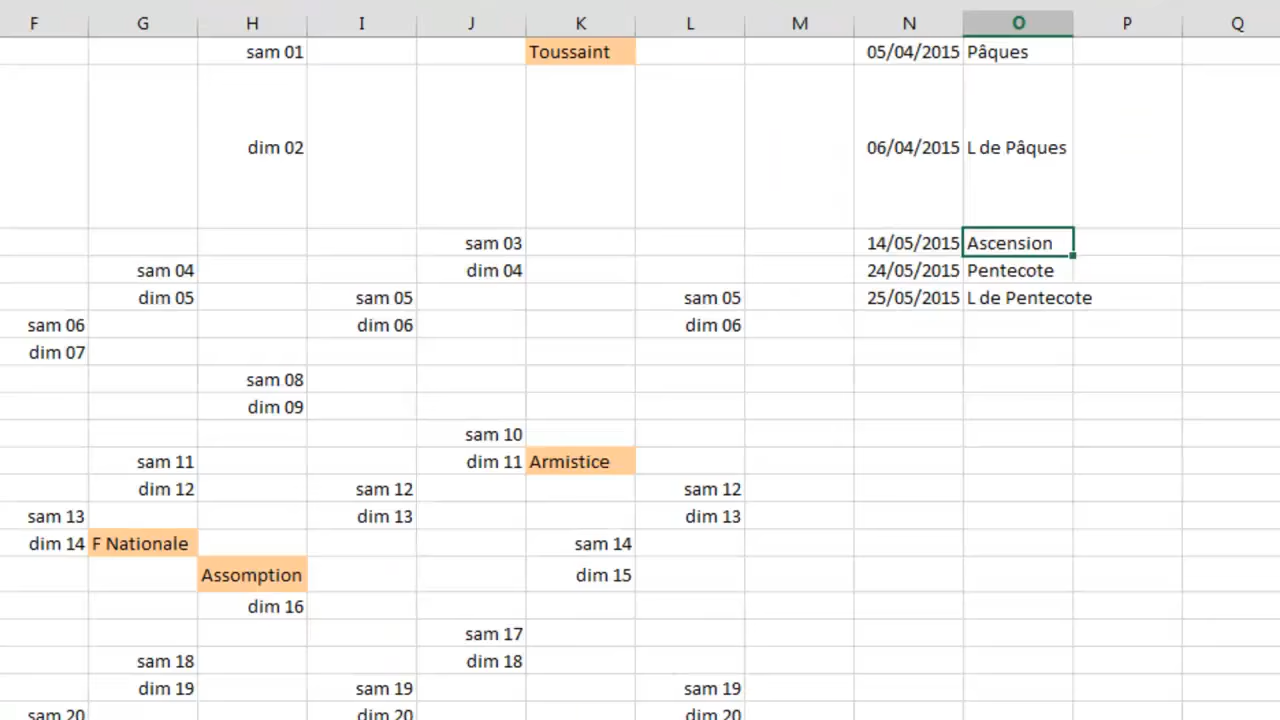 F G H I J K L M N O P Q
sam 01 Toussaint 05/04/2015 Pâques
dim 02 06/04/2015 L de Pâques
sam 03 14/05/2015 Ascension
sam 04 dim 04 24/05/2015 Pentecote
dim 05 sam 05 sam 05 25/05/2015 L de Pentecote
sam 06 dim 06 dim 06
dim 07
sam 08
dim 09
sam 10
sam 11 dim 11 Armistice
dim 12 sam 12 sam 12
sam 13 dim 13 dim 13
dim 14 F Nationale sam 14
Assomption dim 15
dim 16
sam 17
sam 18 dim 18
dim 19 sam 19 sam 19
sam 20 dim 20 dim 20